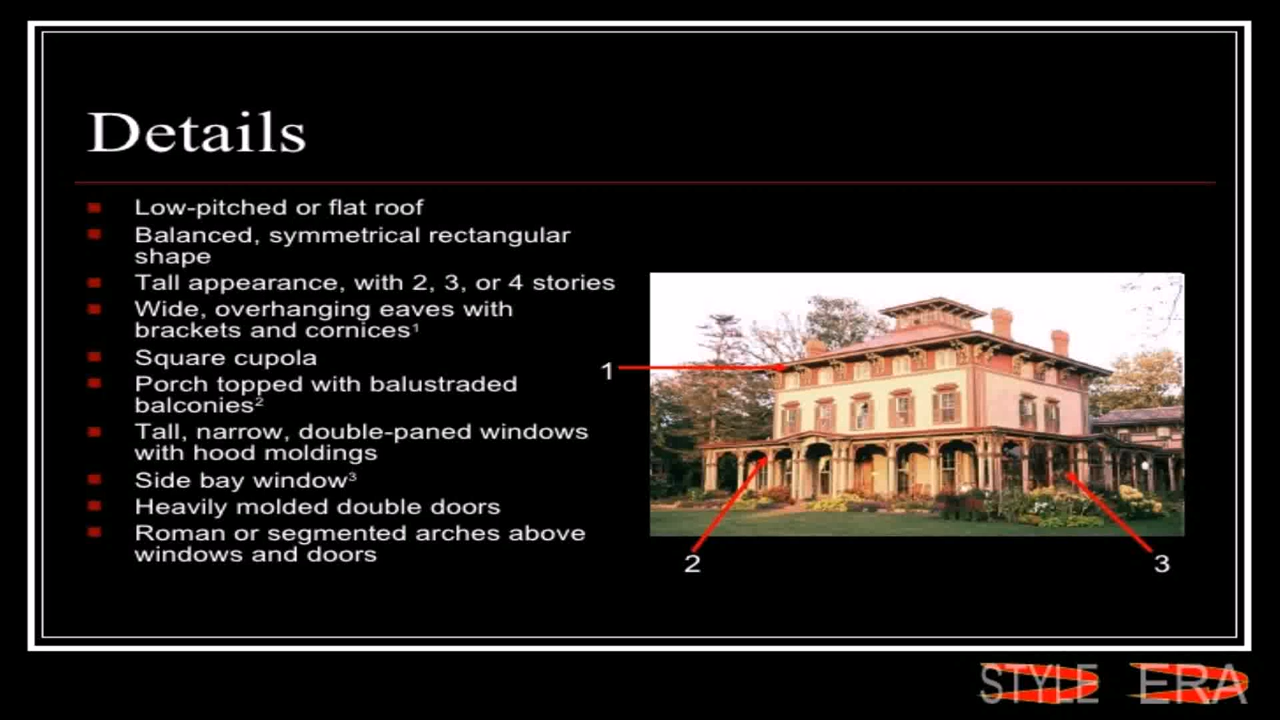 Details
Low-pitched or flat roof
Balanced, symmetrical rectangular
shape
Tall appearance, with 2, 3, or 4 stories
Wide, overhanging eaves with
brackets and cornices¹
Square cupola
Porch topped with balustraded
balconies²
Tall, narrow, double-paned windows
with hood moldings
Side bay window³
Heavily molded double doors
Roman or segmented arches above
windows and doors
1
2
3
STYLE ERA